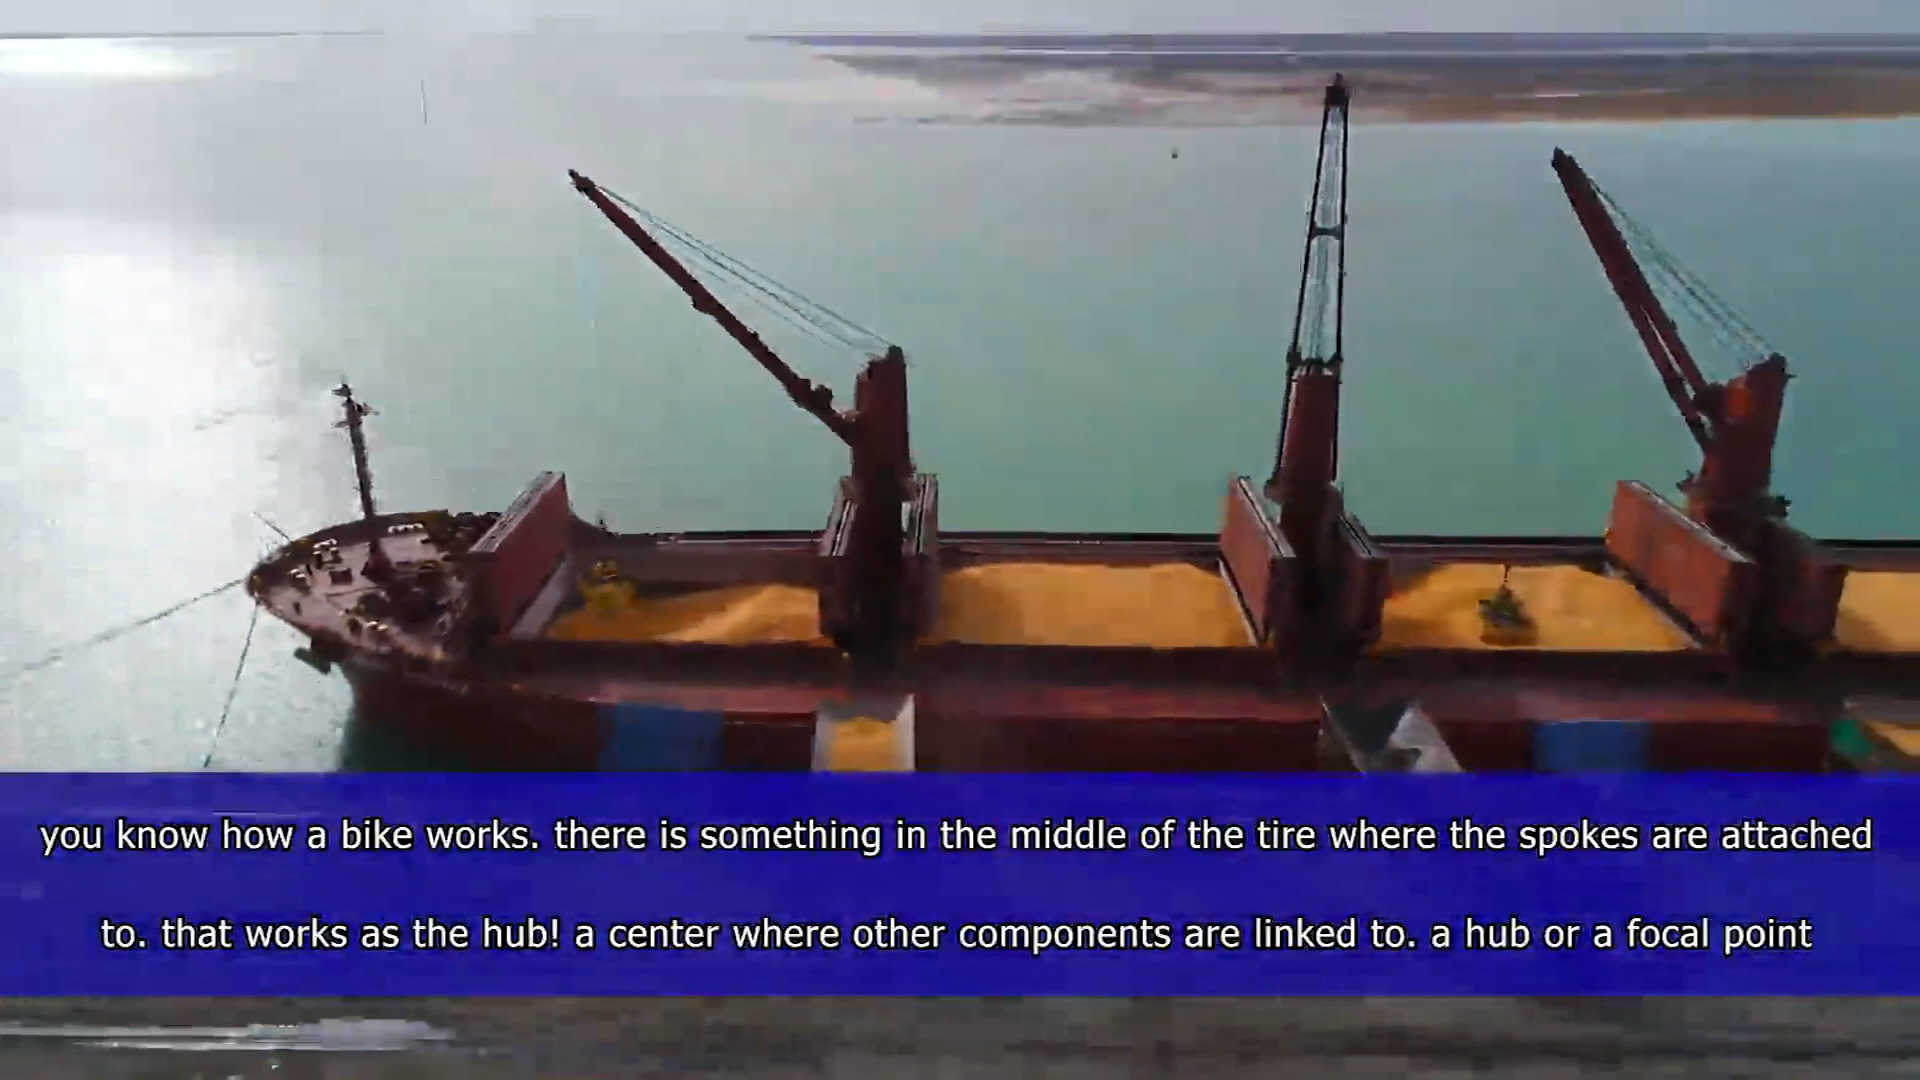 you know how a bike works. there is something in the middle of the tire where the spokes are attached
to. that works as the hub! a center where other components are linked to. a hub or a focal point